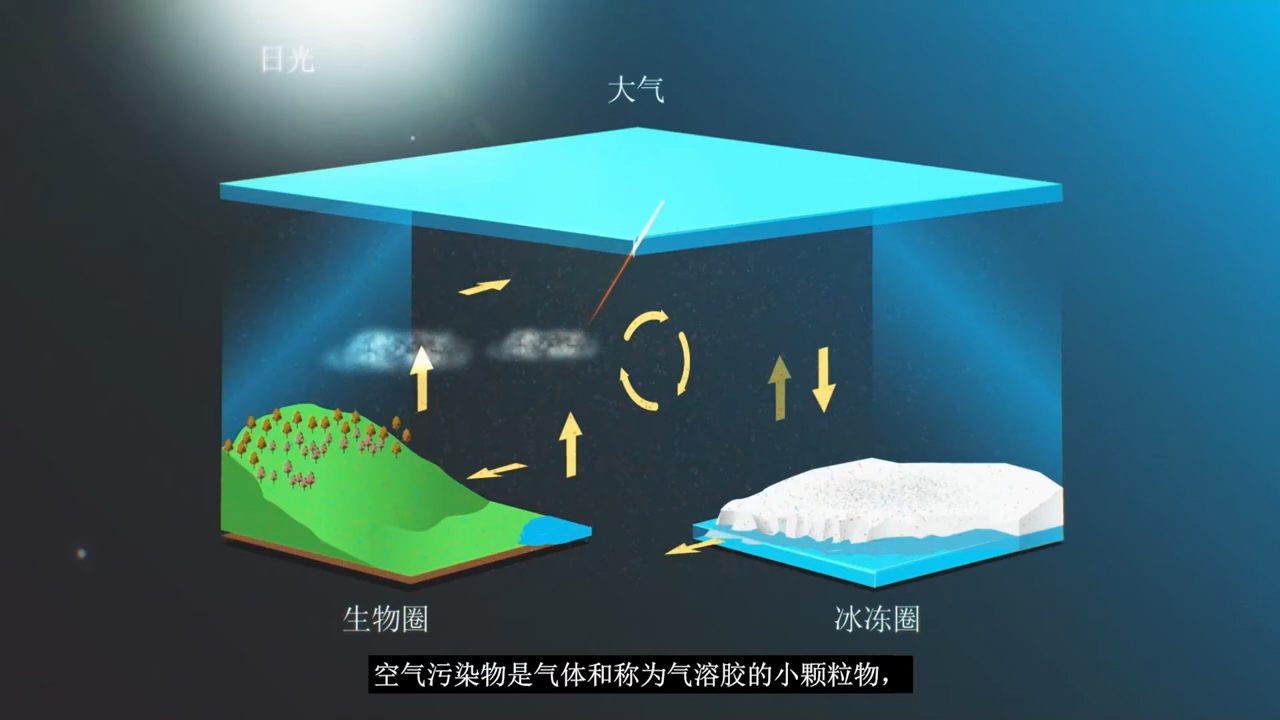 日光
大气
生物圈
冰冻圈
空气污染物是气体和称为气溶胶的小颗粒物，